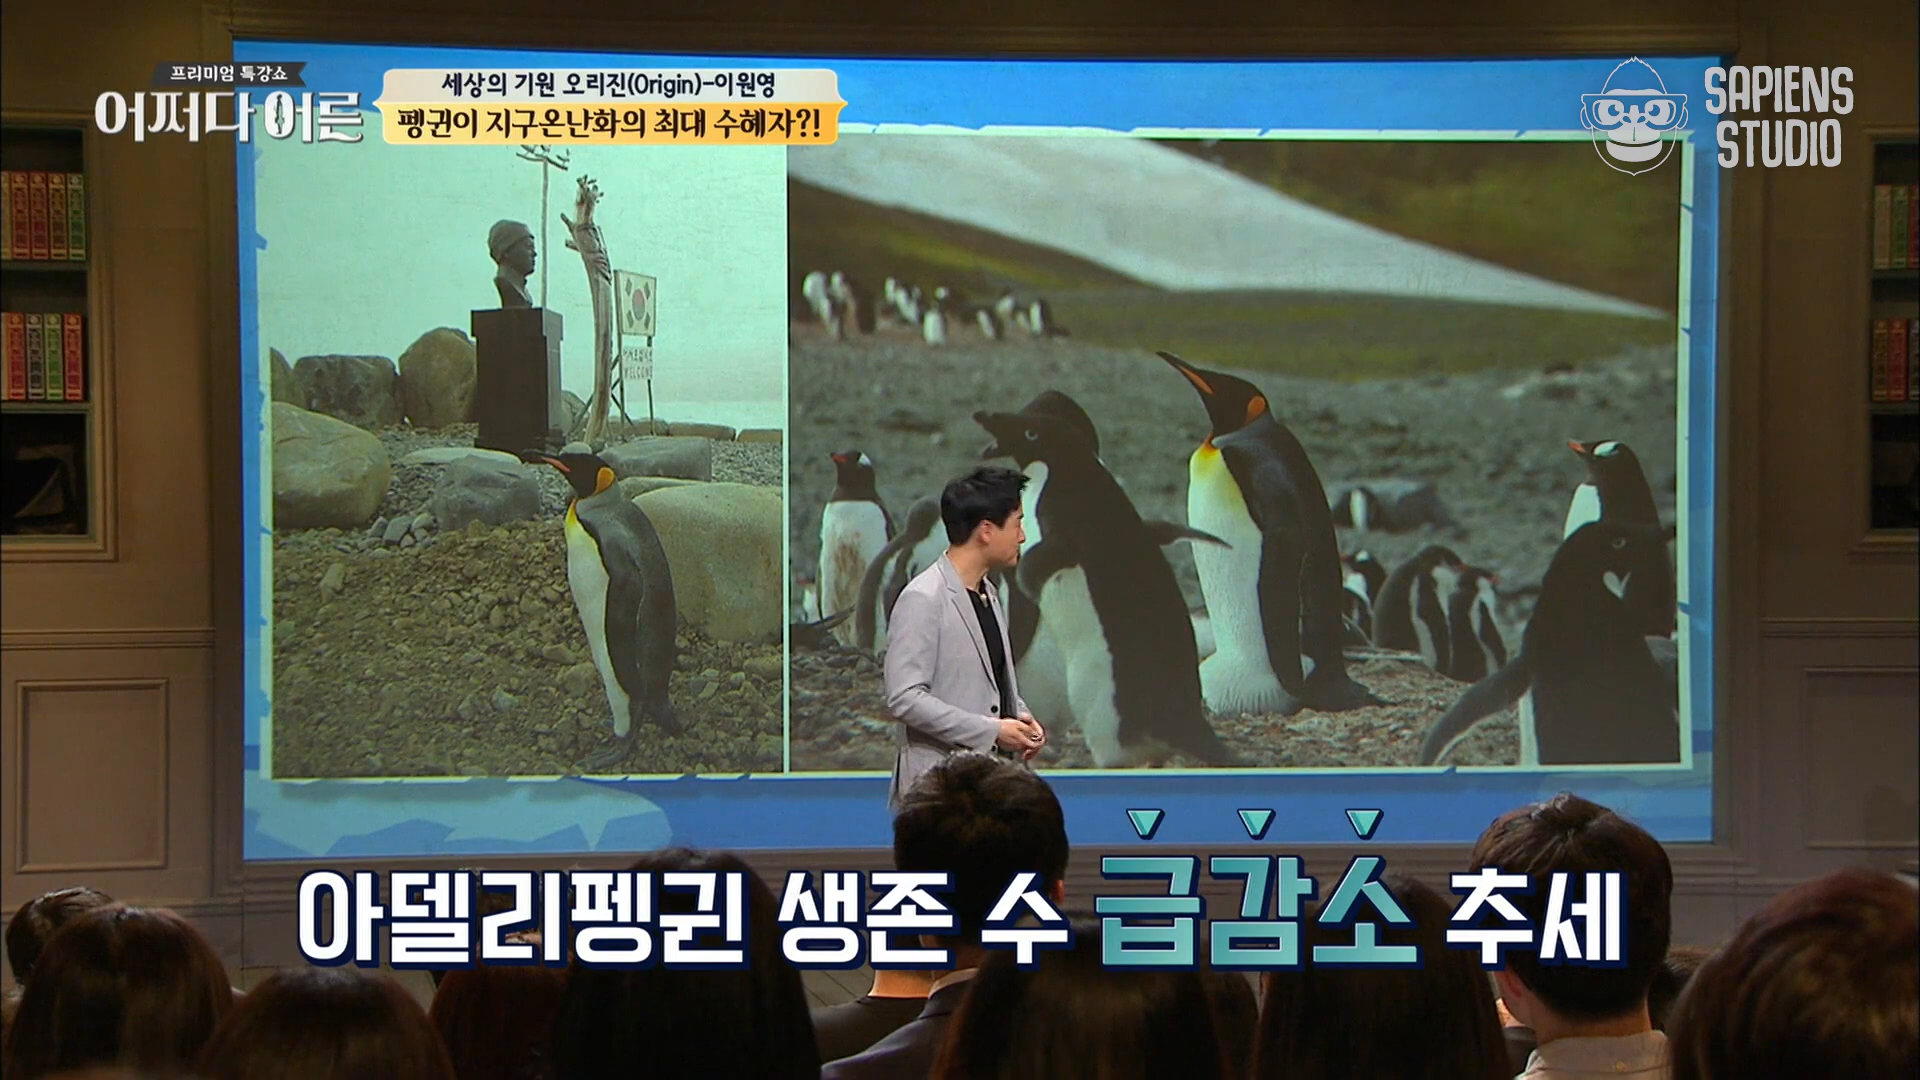 프리미엄 특강쇼
어쩌다 어른
세상의 기원 오리진(Origin)-이원영
펭귄이 지구온난화의 최대 수혜자?!
SAPIENS
STUDIO
WELCOME
아델리펭귄 생존 수 급감소 추세